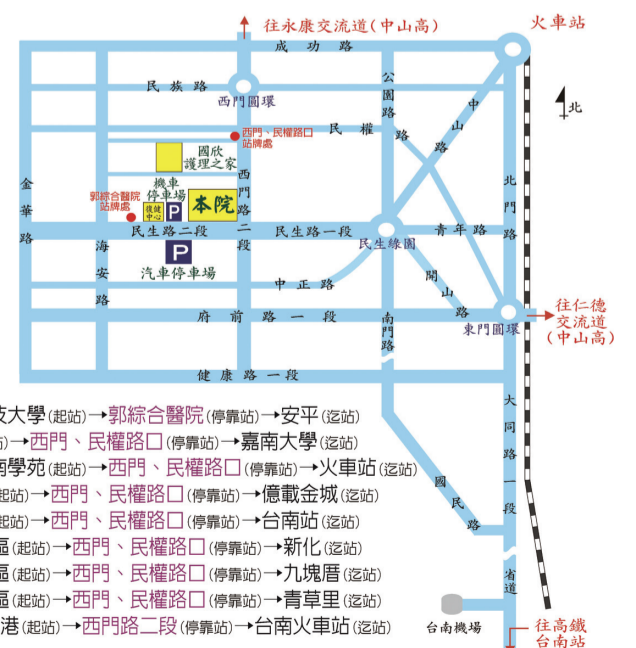 往永康交流道(中山高)
火車站
成功路
民族路
公園路
中山路
西門圓環
北
西門、民權路口
站牌處
民權路
國欣
護理之家
金華路
機車
停車場
西門路二段
北門路
郭綜合醫院
站牌處
復健
中心
P
本院
民生路二段
民生路一段
青年路
民生綠園
海安路
P
汽車停車場
中正路
開山路
往仁德
交流道
(中山高)
府前路一段
南門路
東門圓環
健康路一段
大同路一段
技大學(起站)→郭綜合醫院(停靠站)→安平(迄站)
站)→西門、民權路口(停靠站)→嘉南大學(迄站)
南學苑(起站)→西門、民權路口(停靠站)→火車站(迄站)
起站)→西門、民權路口(停靠站)→億載金城(迄站)
起站)→西門、民權路口(停靠站)→台南站(迄站)
區(起站)→西門、民權路口(停靠站)→新化(迄站)
區(起站)→西門、民權路口(停靠站)→九塊厝(迄站)
區(起站)→西門、民權路口(停靠站)→青草里(迄站)
港(起站)→西門路二段(停靠站)→台南火車站(迄站)
國民路
省道
台南機場
往高鐵
台南站